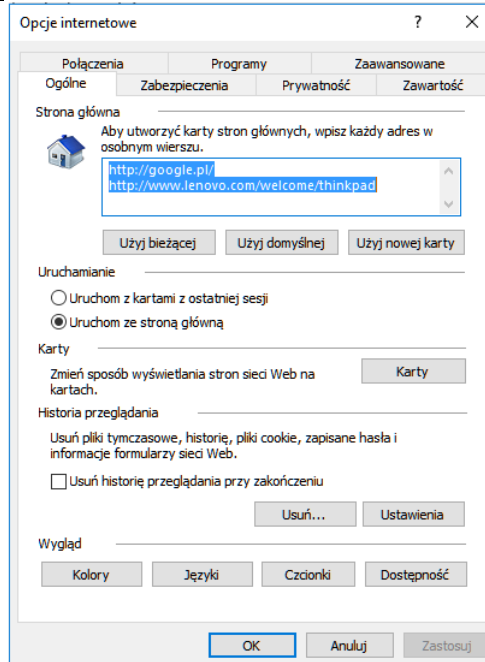 Opcje internetowe ? ×
Połączenia Programy Zaawansowane
Ogólne Zabezpieczenia Prywatność Zawartość
Strona główna
Aby utworzyć karty stron głównych, wpisz każdy adres w
osobnym wierszu.
http://google.pl/
http://www.lenovo.com/welcome/thinkpad
Użyj bieżącej Użyj domyślnej Użyj nowej karty
Uruchamianie
Uruchom z kartami z ostatniej sesji
Uruchom ze stroną główną
Karty
Zmień sposób wyświetlania stron sieci Web na
kartach.
Karty
Historia przeglądania
Usuń pliki tymczasowe, historię, pliki cookie, zapisane hasła i
informacje formularzy sieci Web.
Usuń historię przeglądania przy zakończeniu
Usuń... Ustawienia
Wygląd
Kolory Języki Czcionki Dostępność
OK Anuluj Zastosuj